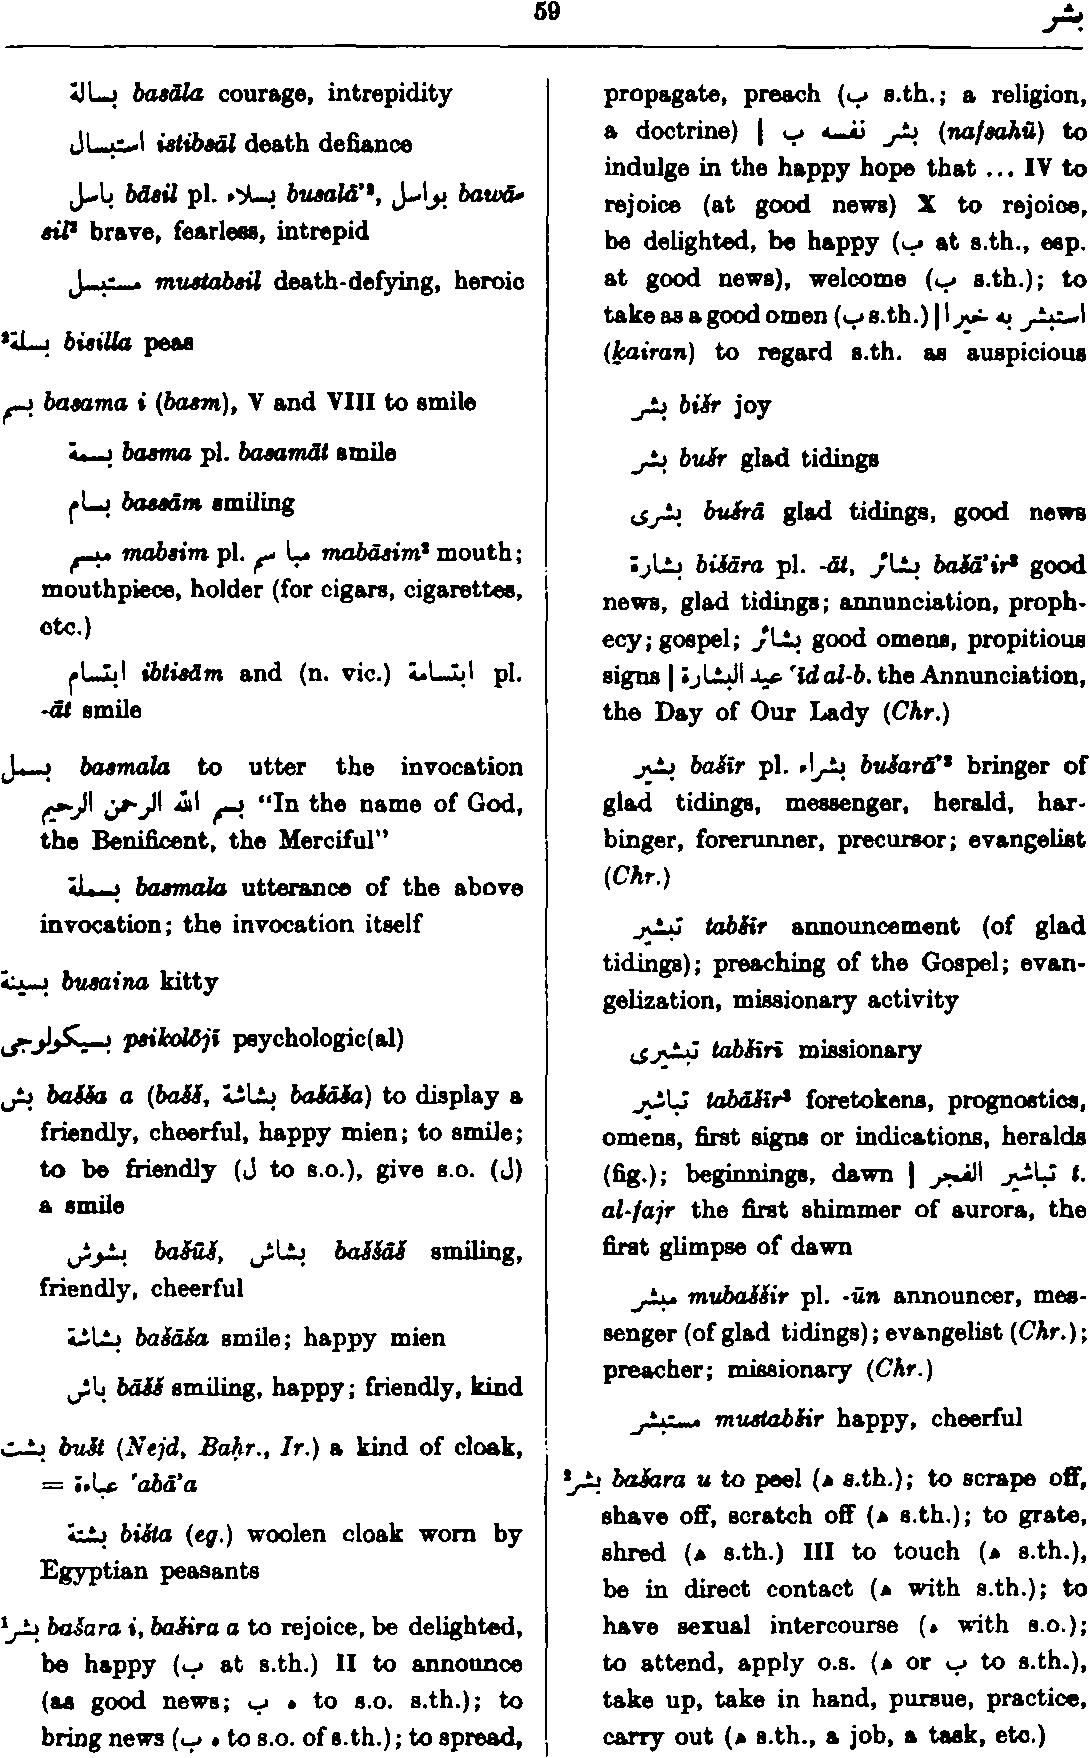 59
بشر
بسالة basāla courage, intrepidity
استبسال istibsāl death defiance
باسل bāsil pl. بسلاء busalā’², بواسل bawā-
sil² brave, fearless, intrepid
مستبسل mustabsil death-defying, heroic
²بسلة bisilla peas
بسم basama i (basm), V and VIII to smile
بسمة basma pl. basamāt smile
بسام bassām smiling
مبسم mabsim pl. مباسم mabāsim² mouth;
mouthpiece, holder (for cigars, cigarettes,
etc.)
ابتسام ibtisām and (n. vic.) ابتسامة pl.
-āt smile
بسمل basmala to utter the invocation
بسم الله الرحمن الرحيم “In the name of God,
the Benificent, the Merciful”
بسملة basmala utterance of the above
invocation; the invocation itself
بسينة busaina kitty
بسيكولوجى psikolōjī psychologic(al)
بش bašša a (bašš, بشاشة bašāša) to display a
friendly, cheerful, happy mien; to smile;
to be friendly (ل to s.o.), give s.o. (ل)
a smile
بشوش bašūš, بشاش baššāš smiling,
friendly, cheerful
بشاشة bašāša smile; happy mien
باش bāšš smiling, happy; friendly, kind
بشت bušt (Nejd, Baḥr., Ir.) a kind of cloak,
= عباءة ‘abā’a
بشتة bišta (eg.) woolen cloak worn by
Egyptian peasants
¹بشر bašara i, bašira a to rejoice, be delighted,
be happy (ب at s.th.) II to announce
(as good news; ه ب to s.o. s.th.); to
bring news (ه ب to s.o. of s.th.); to spread,
propagate, preach (ب s.th.; a religion,
a doctrine) | بشر نفسه ب (nafsahū) to
indulge in the happy hope that ... IV to
rejoice (at good news) X to rejoice,
be delighted, be happy (ب at s.th., esp.
at good news), welcome (ب s.th.); to
take as a good omen (ب s.th.) | استبشر به خيرا
(ḵairan) to regard s.th. as auspicious
بشر bišr joy
بشر bušr glad tidings
بشرى bušrā glad tidings, good news
بشارة bišāra pl. -āt, بشائر bašā’ir² good
news, glad tidings; annunciation, proph-
ecy; gospel; بشائر good omens, propitious
signs | عيد البشارة ‘īd al-b. the Annunciation,
the Day of Our Lady (Chr.)
بشير bašīr pl. بشراء bušarā’² bringer of
glad tidings, messenger, herald, har-
binger, forerunner, precursor; evangelist
(Chr.)
تبشير tabšīr announcement (of glad
tidings); preaching of the Gospel; evan-
gelization, missionary activity
تبشيرى tabšīrī missionary
تباشير tabāšīr² foretokens, prognostics,
omens, first signs or indications, heralds
(fig.); beginnings, dawn | تباشير الفجر t.
al-fajr the first shimmer of aurora, the
first glimpse of dawn
مبشر mubaššir pl. -ūn announcer, mes-
senger (of glad tidings); evangelist (Chr.);
preacher; missionary (Chr.)
مستبشر mustabšir happy, cheerful
²بشر bašara u to peel (ه s.th.); to scrape off,
shave off, scratch off (ه s.th.); to grate,
shred (ه s.th.) III to touch (ه s.th.),
be in direct contact (ه with s.th.); to
have sexual intercourse (ه with s.o.);
to attend, apply o.s. (ه or ب to s.th.),
take up, take in hand, pursue, practice,
carry out (ه s.th., a job, a task, etc.)